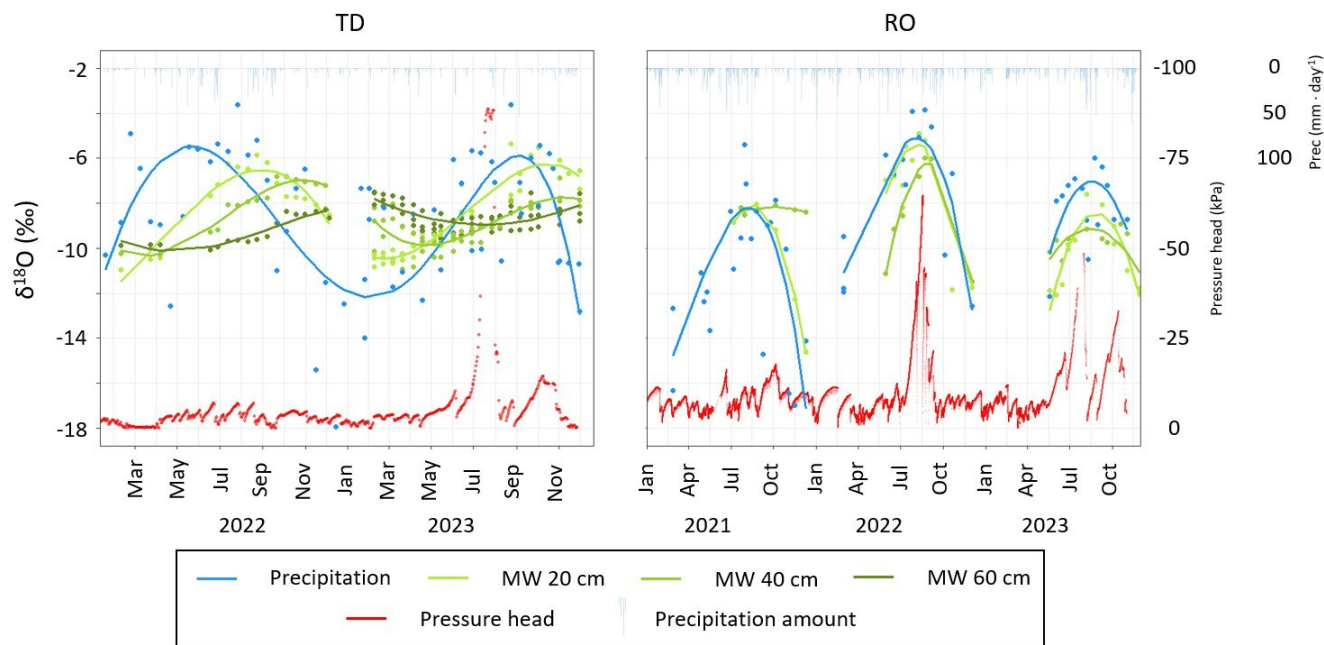 TD RO
-2 -100 0
-6 -75 50
100
-10 -50
-14 -25
-18 0
δ¹⁸O (‰)
Pressure head (kPa)
Prec (mm · day⁻¹)
Mar May Jul Sep Nov Jan Mar May Jul Sep Nov
Jan Apr Jul Oct Jan Apr Jul Oct Jan Apr Jul Oct
2022 2023 2021 2022 2023
Precipitation MW 20 cm MW 40 cm MW 60 cm
Pressure head Precipitation amount